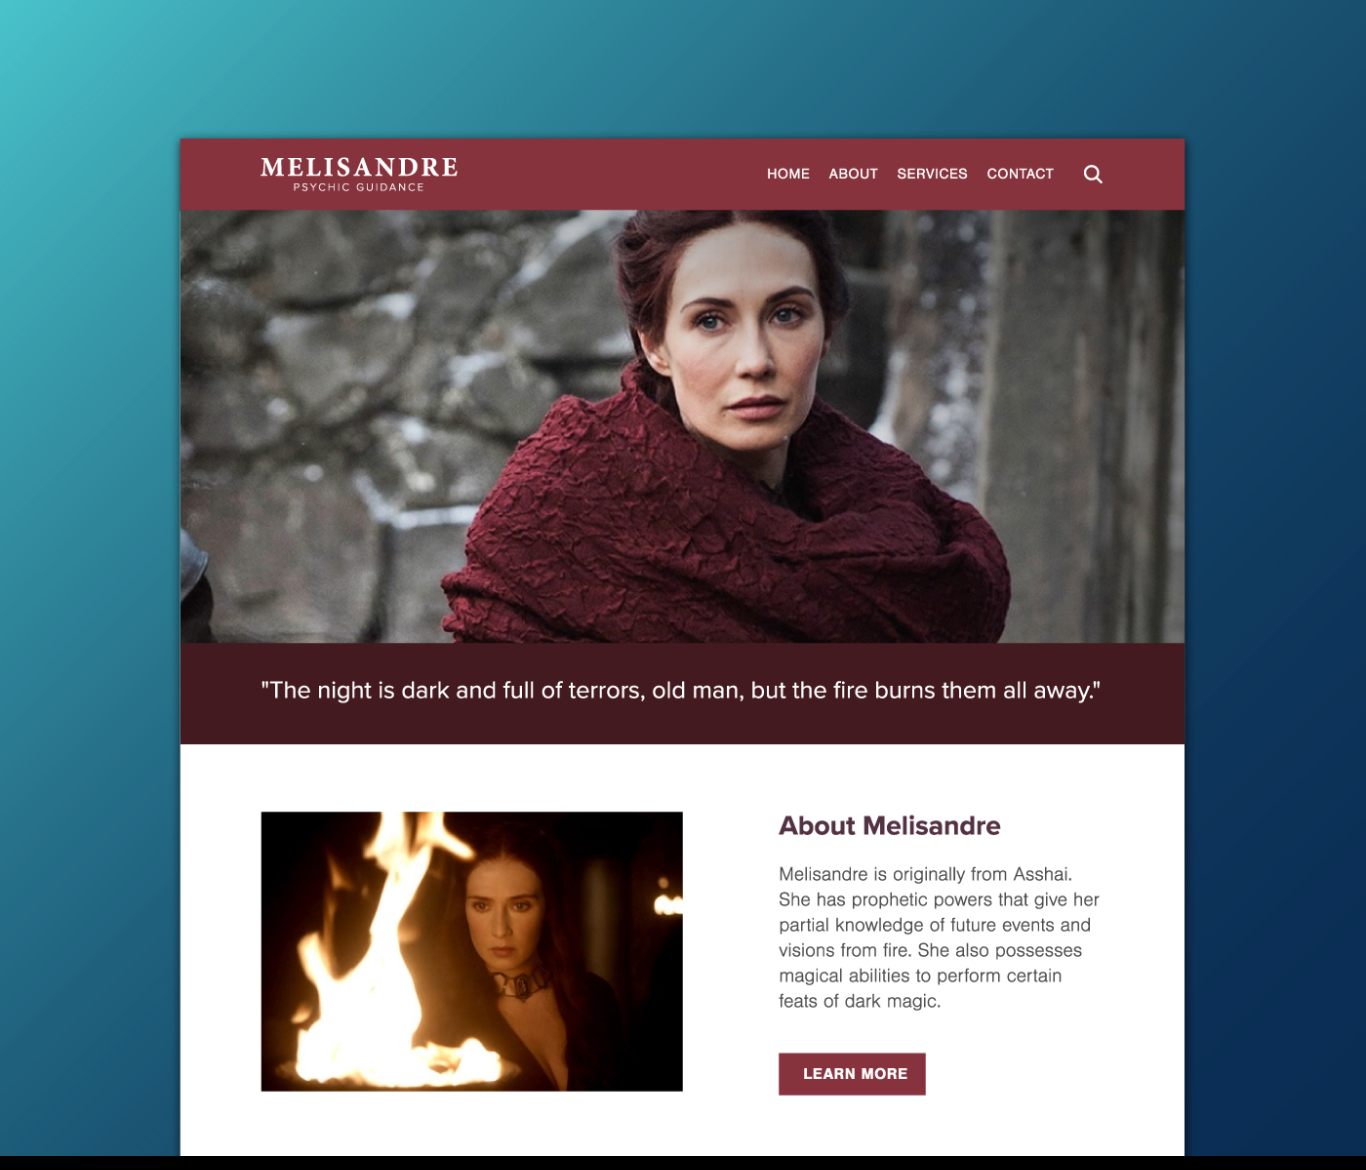 MELISANDRE
PSYCHIC GUIDANCE
HOME ABOUT SERVICES CONTACT
"The night is dark and full of terrors, old man, but the fire burns them all away."
About Melisandre
Melisandre is originally from Asshai.
She has prophetic powers that give her
partial knowledge of future events and
visions from fire. She also possesses
magical abilities to perform certain
feats of dark magic.
LEARN MORE